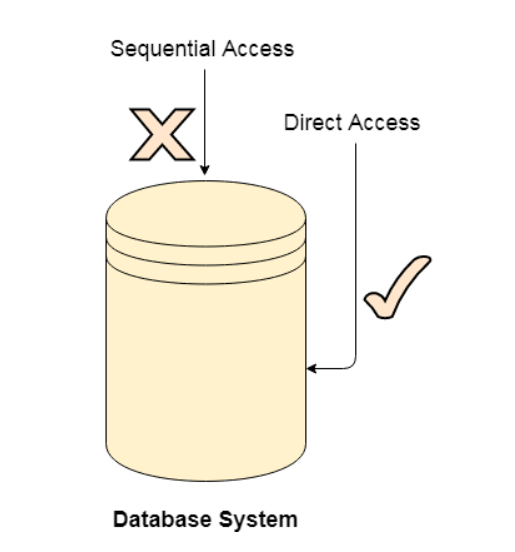 Sequential Access
Direct Access
Database System